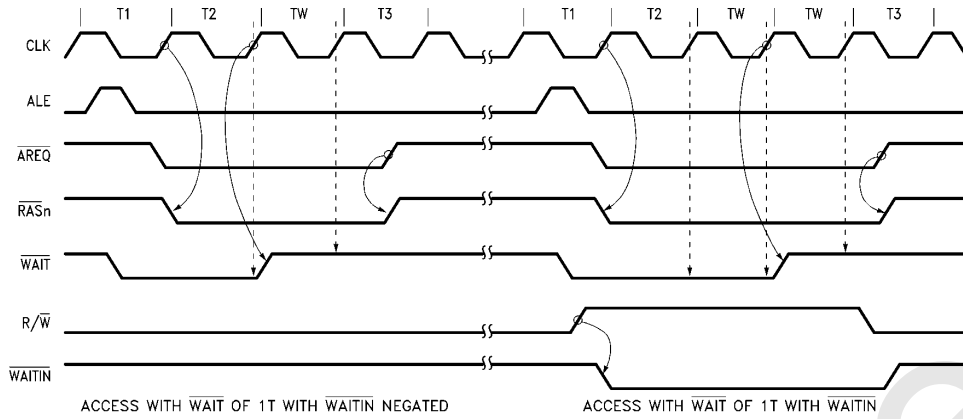 T1 T2 TW T3 T1 T2 TW TW T3
CLK
ALE
AREQ
RASn
WAIT
R/W
WAITIN
ACCESS WITH WAIT OF 1T WITH WAITIN NEGATED ACCESS WITH WAIT OF 1T WITH WAITIN